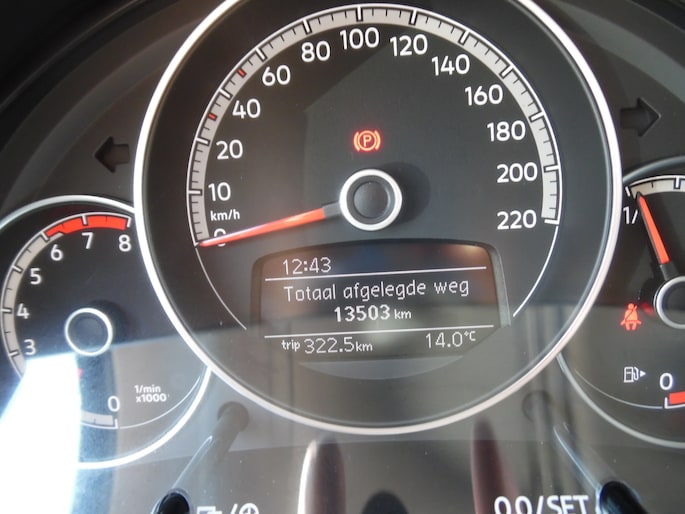 100
80
120
60
140
40
160
20
180
10
200
km/h
0
220
(P)
12:43
Totaal afgelegde weg
13503 km
trip 322.5km 14.0°C
8
7
6
5
4
3
0
1/min
x1000
1/
0
0.0/SET